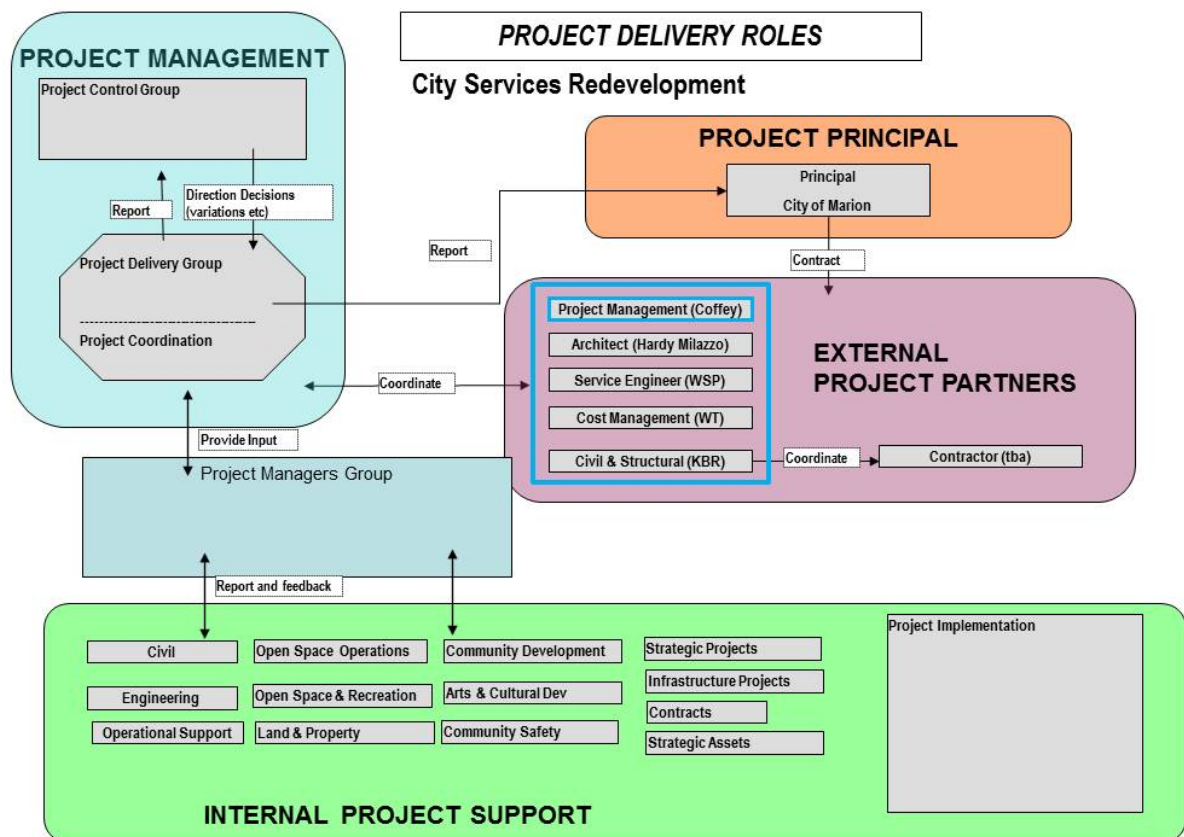 PROJECT DELIVERY ROLES
City Services Redevelopment
PROJECT MANAGEMENT
Project Control Group
Report
Direction Decisions
(variations etc)
Project Delivery Group
Project Coordination
Report
PROJECT PRINCIPAL
Principal
City of Marion
Contract
Project Management (Coffey)
Architect (Hardy Milazzo)
Service Engineer (WSP)
Cost Management (WT)
Civil & Structural (KBR)
EXTERNAL
PROJECT PARTNERS
Coordinate
Coordinate
Contractor (tba)
Provide Input
Project Managers Group
Report and feedback
Civil
Open Space Operations
Community Development
Strategic Projects
Engineering
Open Space & Recreation
Arts & Cultural Dev
Infrastructure Projects
Operational Support
Land & Property
Community Safety
Contracts
Strategic Assets
Project Implementation
INTERNAL PROJECT SUPPORT